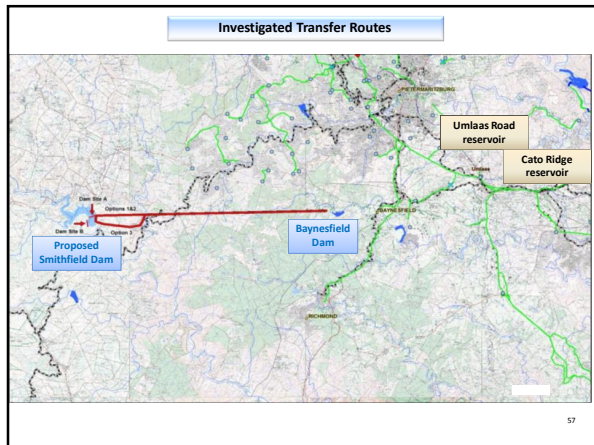 Investigated Transfer Routes
PIETERMARITZBURG
Umlaas Road
reservoir
Umlaas
Cato Ridge
reservoir
Dam Site A
Options 1&2
BAYNESFIELD
Dam Site B
Option 3
Proposed
Smithfield Dam
Baynesfield
Dam
RICHMOND
57